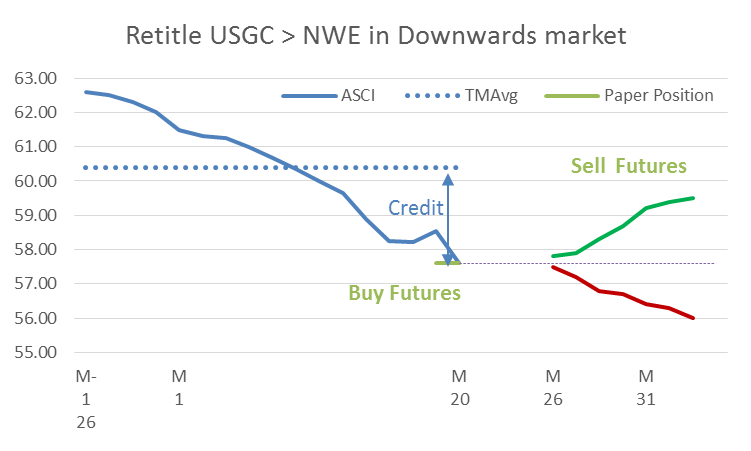 Retitle USGC > NWE in Downwards market
63.00
ASCI
TMAvg
Paper Position
62.00
61.00
Sell Futures
60.00
Credit
59.00
58.00
57.00
Buy Futures
56.00
55.00
M-
1
26
M
1
M
20
M
26
M
31